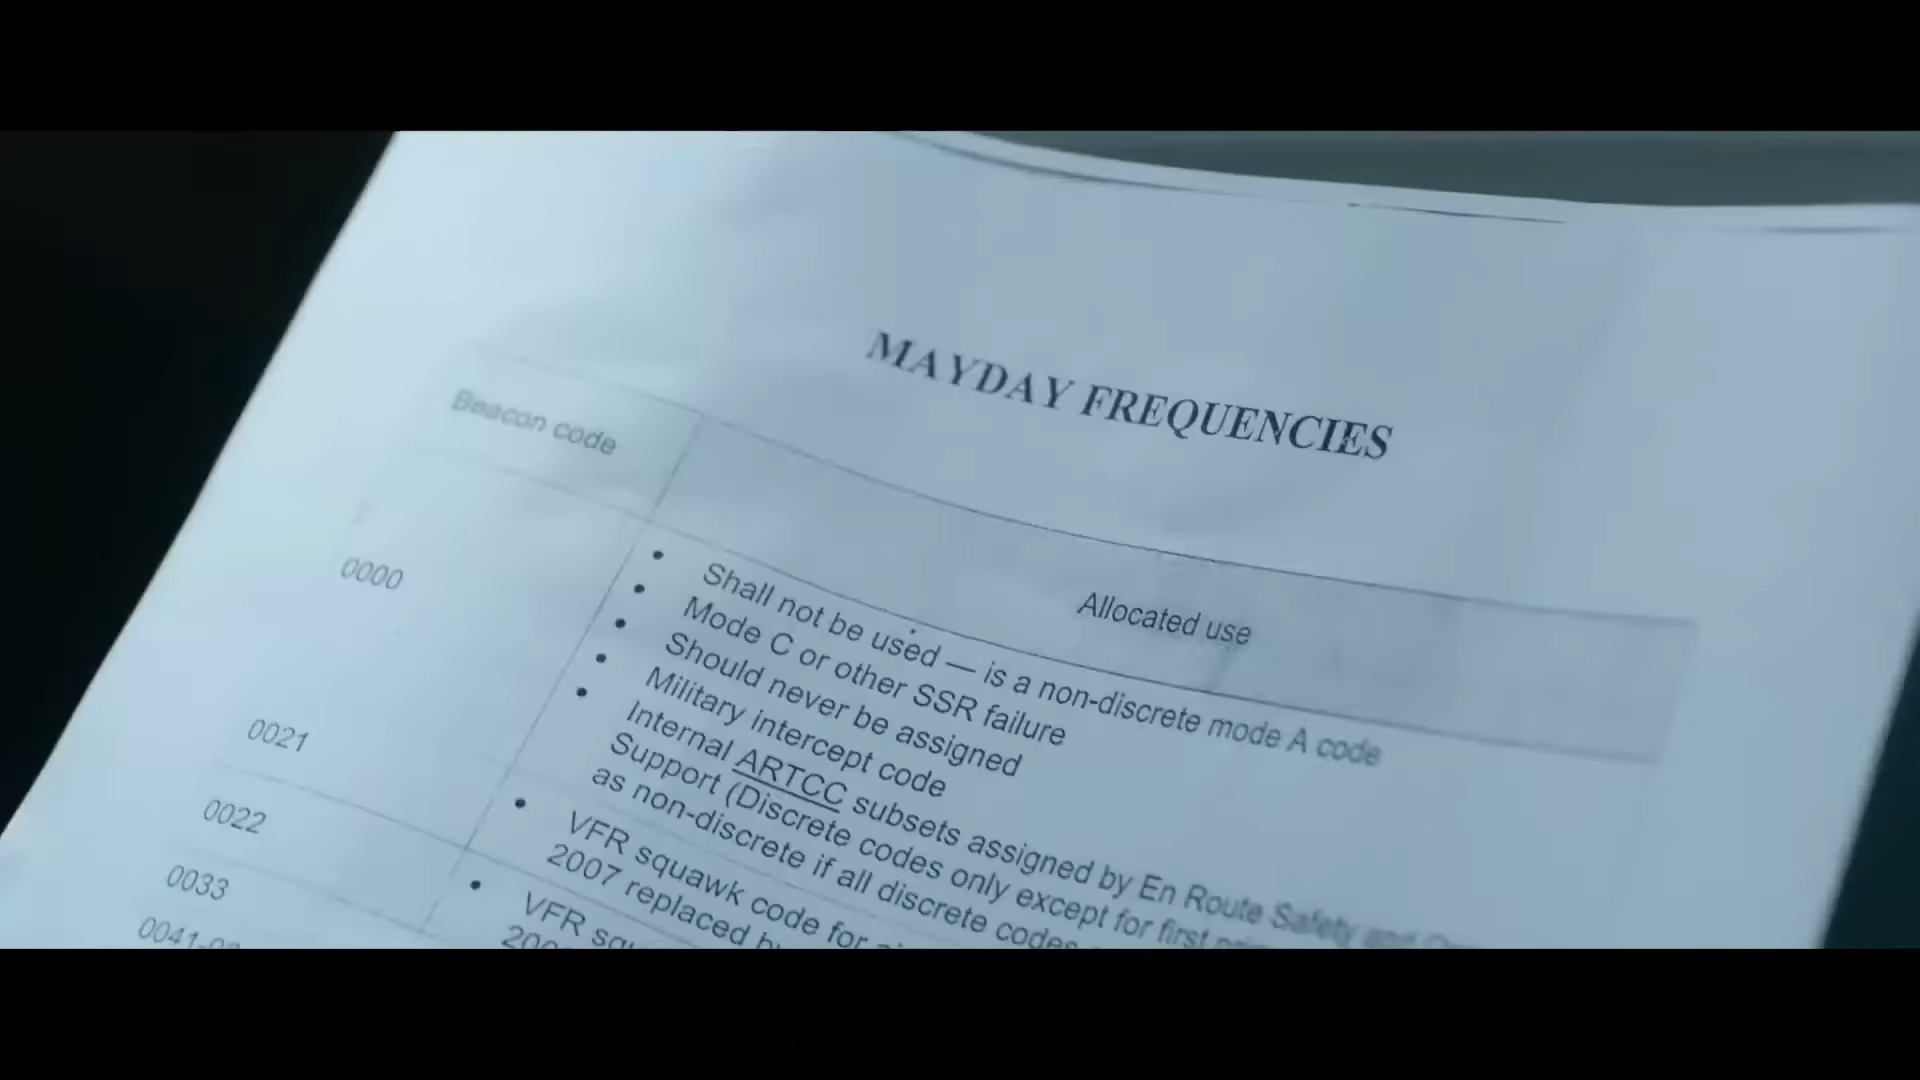 MAYDAY FREQUENCIES
Beacon code
Allocated use
0000
• Shall not be used — is a non-discrete mode A code
• Mode C or other SSR failure
• Should never be assigned
• Military intercept code
• Internal ARTCC subsets assigned by En Route Safety and
Support (Discrete codes only except for first
as non-discrete if all discrete codes
0021
• VFR squawk code for
2007 replaced by
0022
• VFR
0033